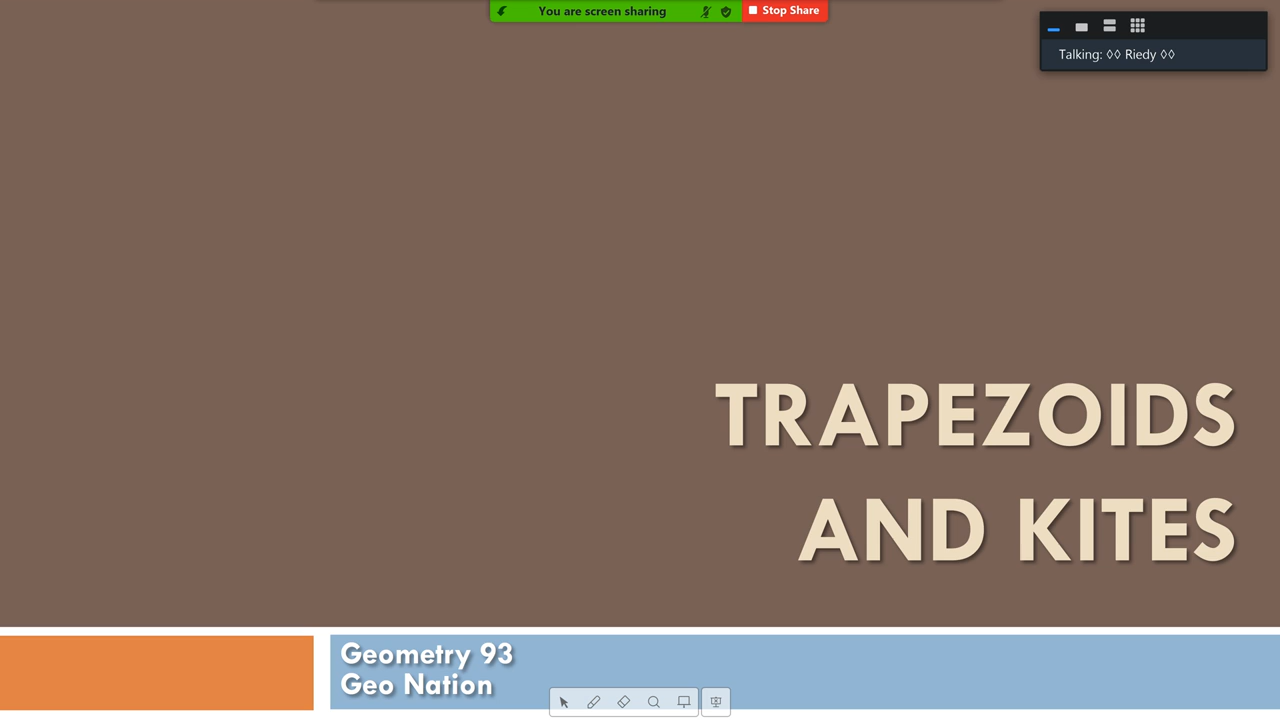 You are screen sharing
Stop Share
Talking: ◊◊ Riedy ◊◊
TRAPEZOIDS
AND KITES
Geometry 93
Geo Nation